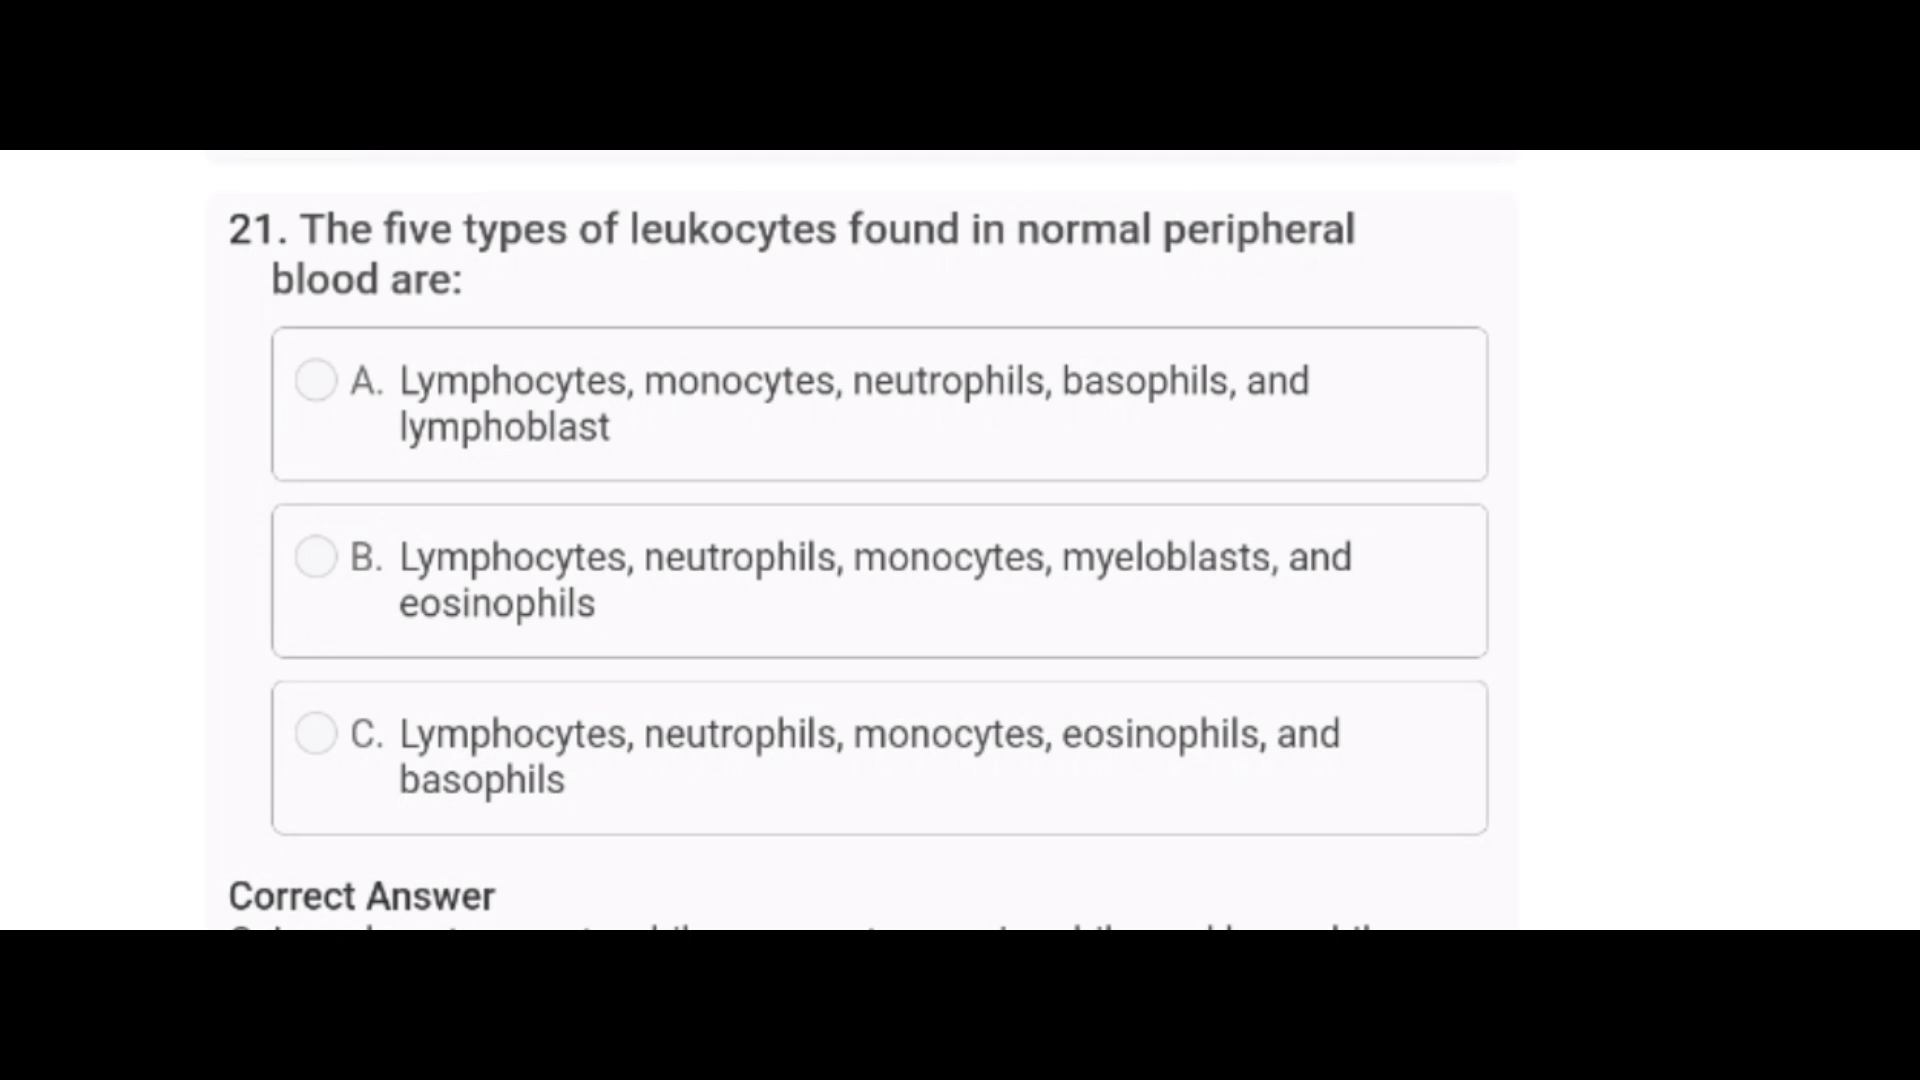 21. The five types of leukocytes found in normal peripheral
blood are:
A. Lymphocytes, monocytes, neutrophils, basophils, and
lymphoblast
B. Lymphocytes, neutrophils, monocytes, myeloblasts, and
eosinophils
C. Lymphocytes, neutrophils, monocytes, eosinophils, and
basophils
Correct Answer